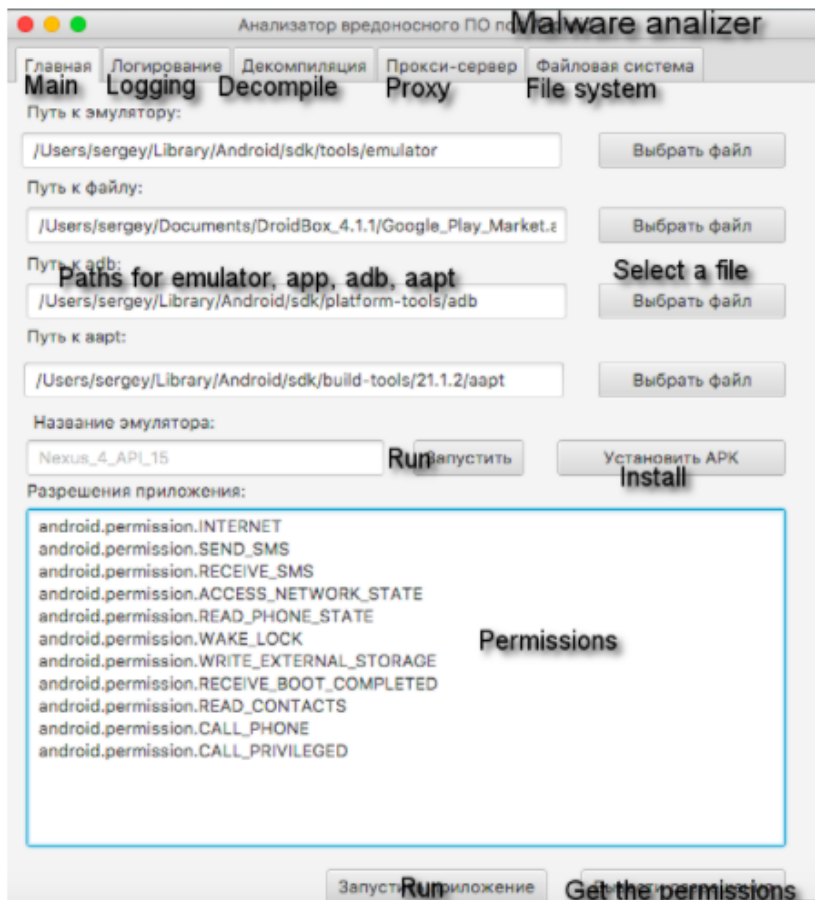 Анализатор вредоносного ПО по Malware analizer
Главная Логирование Декомпиляция Прокси-сервер Файловая система
Main Logging Decompile Proxy File system
Путь к эмулятору:
/Users/sergey/Library/Android/sdk/tools/emulator Выбрать файл
Путь к файлу:
/Users/sergey/Documents/DroidBox_4.1.1/Google_Play_Market.a Выбрать файл
Путь к adb:
Paths for emulator, app, adb, aapt Select a file
/Users/sergey/Library/Android/sdk/platform-tools/adb Выбрать файл
Путь к aapt:
/Users/sergey/Library/Android/sdk/build-tools/21.1.2/aapt Выбрать файл
Название эмулятора:
Nexus_4_API_15 Run Запустить Установить APK
Install
Разрешения приложения:
android.permission.INTERNET
android.permission.SEND_SMS
android.permission.RECEIVE_SMS
android.permission.ACCESS_NETWORK_STATE
android.permission.READ_PHONE_STATE
android.permission.WAKE_LOCK
Permissions
android.permission.WRITE_EXTERNAL_STORAGE
android.permission.RECEIVE_BOOT_COMPLETED
android.permission.READ_CONTACTS
android.permission.CALL_PHONE
android.permission.CALL_PRIVILEGED
Запустить приложение Run Get the permissions